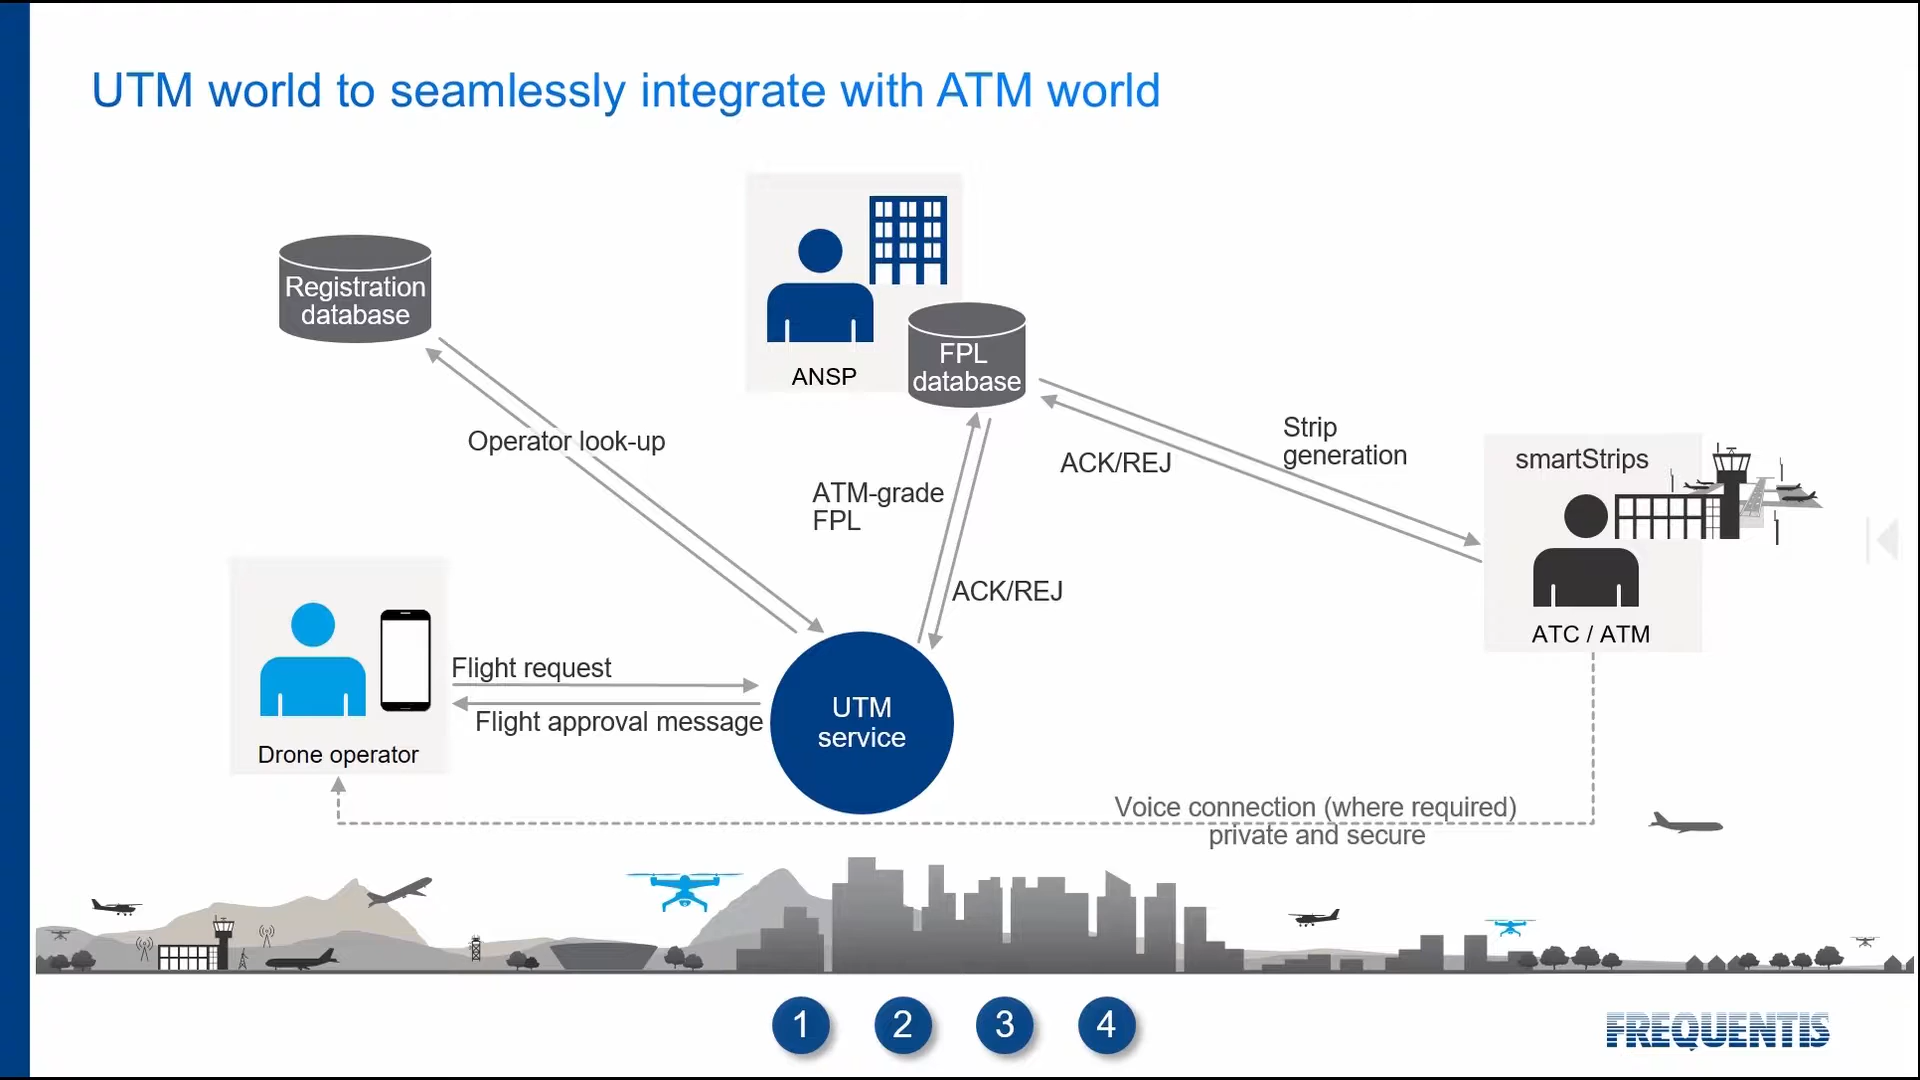 UTM world to seamlessly integrate with ATM world
Registration
database
ANSP
FPL
database
Operator look-up
ATM-grade
FPL
ACK/REJ
Strip
generation
smartStrips
ATC / ATM
ACK/REJ
Flight request
Flight approval message
Drone operator
UTM
service
Voice connection (where required)
private and secure
1
2
3
4
FREQUENTIS